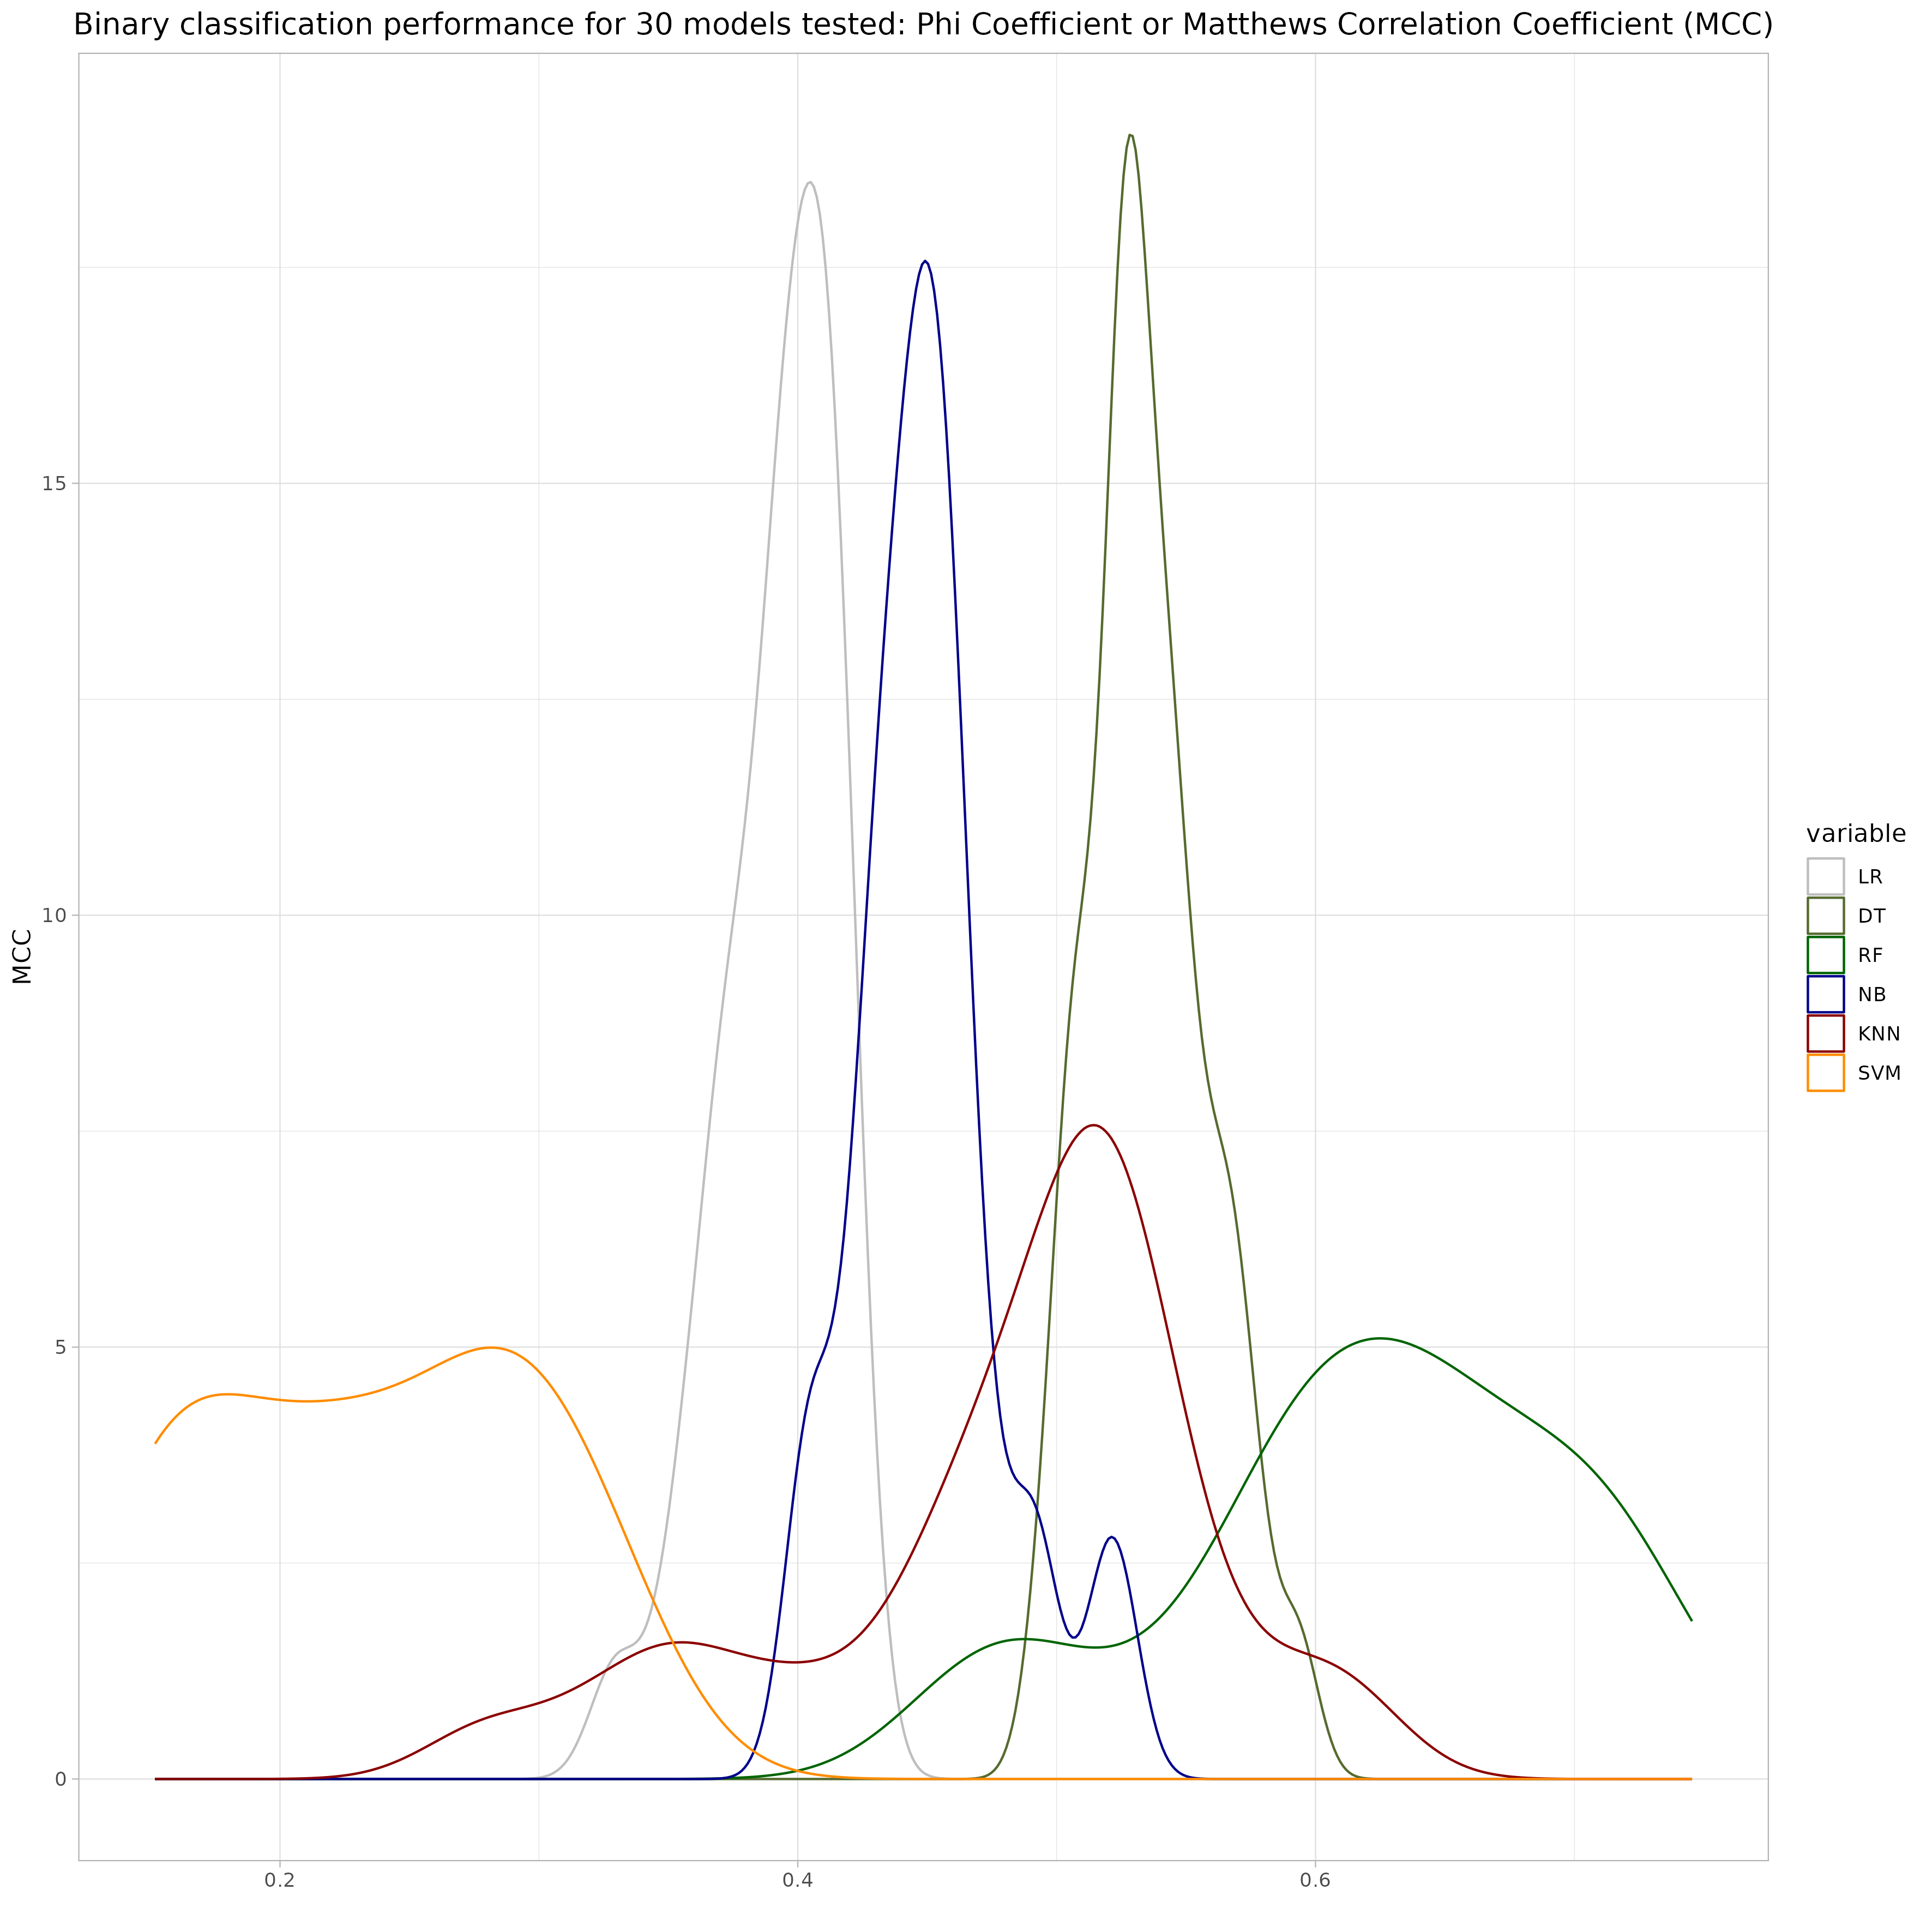 Binary classification performance for 30 models tested: Phi Coefficient or Matthews Correlation Coefficient (MCC)
15
10
5
0
MCC
0.2 0.4 0.6
variable
LR
DT
RF
NB
KNN
SVM